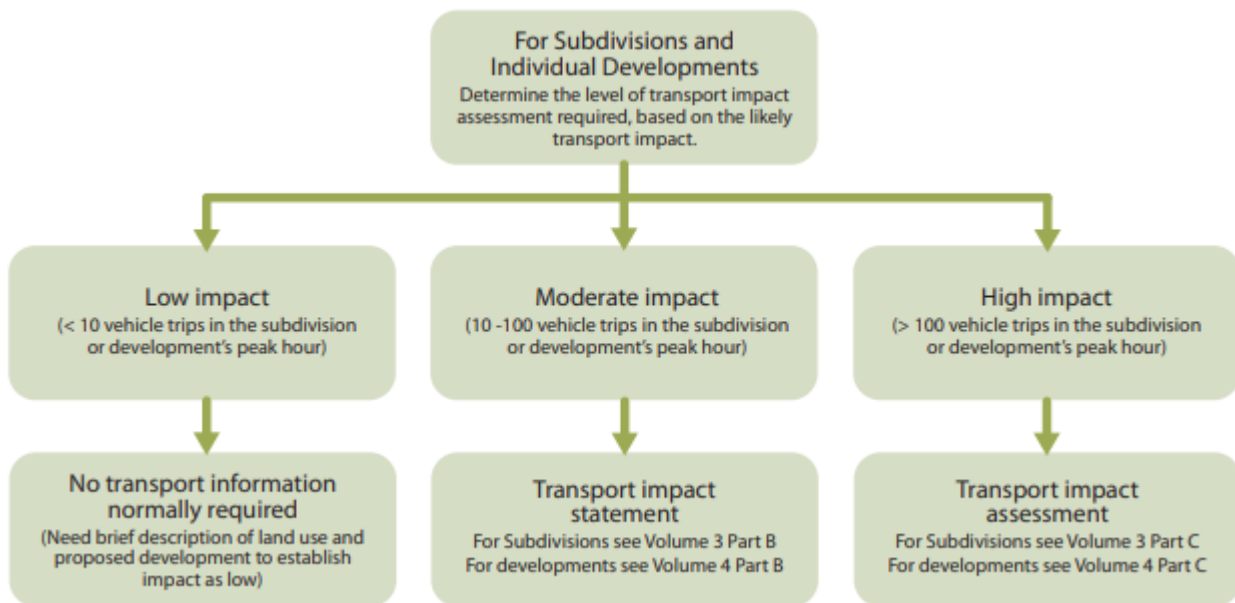 For Subdivisions and
Individual Developments
Determine the level of transport impact
assessment required, based on the likely
transport impact.
Low impact
(< 10 vehicle trips in the subdivision
or development's peak hour)
Moderate impact
(10 -100 vehicle trips in the subdivision
or development's peak hour)
High impact
(> 100 vehicle trips in the subdivision
or development's peak hour)
No transport information
normally required
(Need brief description of land use and
proposed development to establish
impact as low)
Transport impact
statement
For Subdivisions see Volume 3 Part B
For developments see Volume 4 Part B
Transport impact
assessment
For Subdivisions see Volume 3 Part C
For developments see Volume 4 Part C